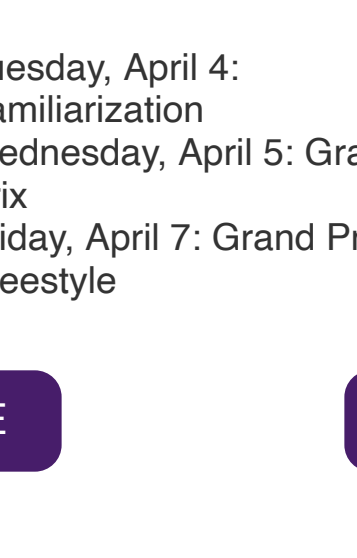 uesday, April 4:
amiliarization
ednesday, April 5: Gra
ix
iday, April 7: Grand Pr
eestyle
E